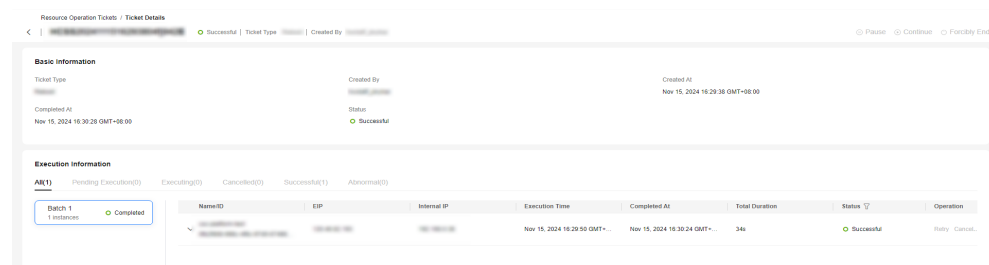 Resource Operation Tickets / Ticket Details
Successful | Ticket Type | Created By
Pause Continue Forcibly End
Basic Information
Ticket Type Created By Created At
Nov 15, 2024 16:29:38 GMT+08:00
Completed At Status
Nov 15, 2024 16:30:28 GMT+08:00 Successful
Execution Information
All(1) Pending Execution(0) Executing(0) Cancelled(0) Successful(1) Abnormal(0)
Batch 1
1 instances
Completed
Name/ID EIP Internal IP Execution Time Completed At Total Duration Status Operation
Nov 15, 2024 16:29:50 GMT+... Nov 15, 2024 16:30:24 GMT+... 34s Successful Retry Cancel...